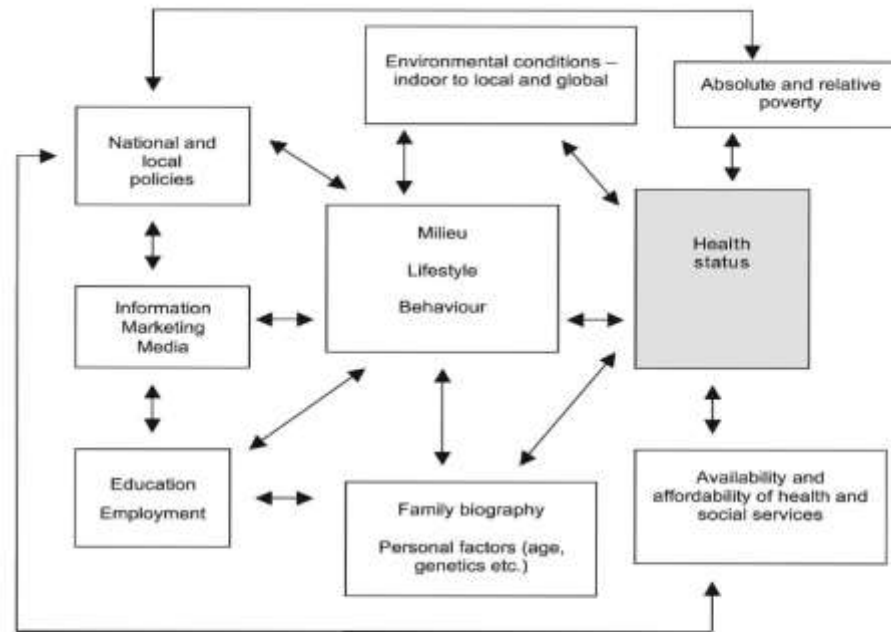 Environmental conditions –
indoor to local and global
Absolute and relative
poverty
National and
local
policies
Milieu
Lifestyle
Behaviour
Health
status
Information
Marketing
Media
Education
Employment
Family biography
Personal factors (age,
genetics etc.)
Availability and
affordability of health and
social services